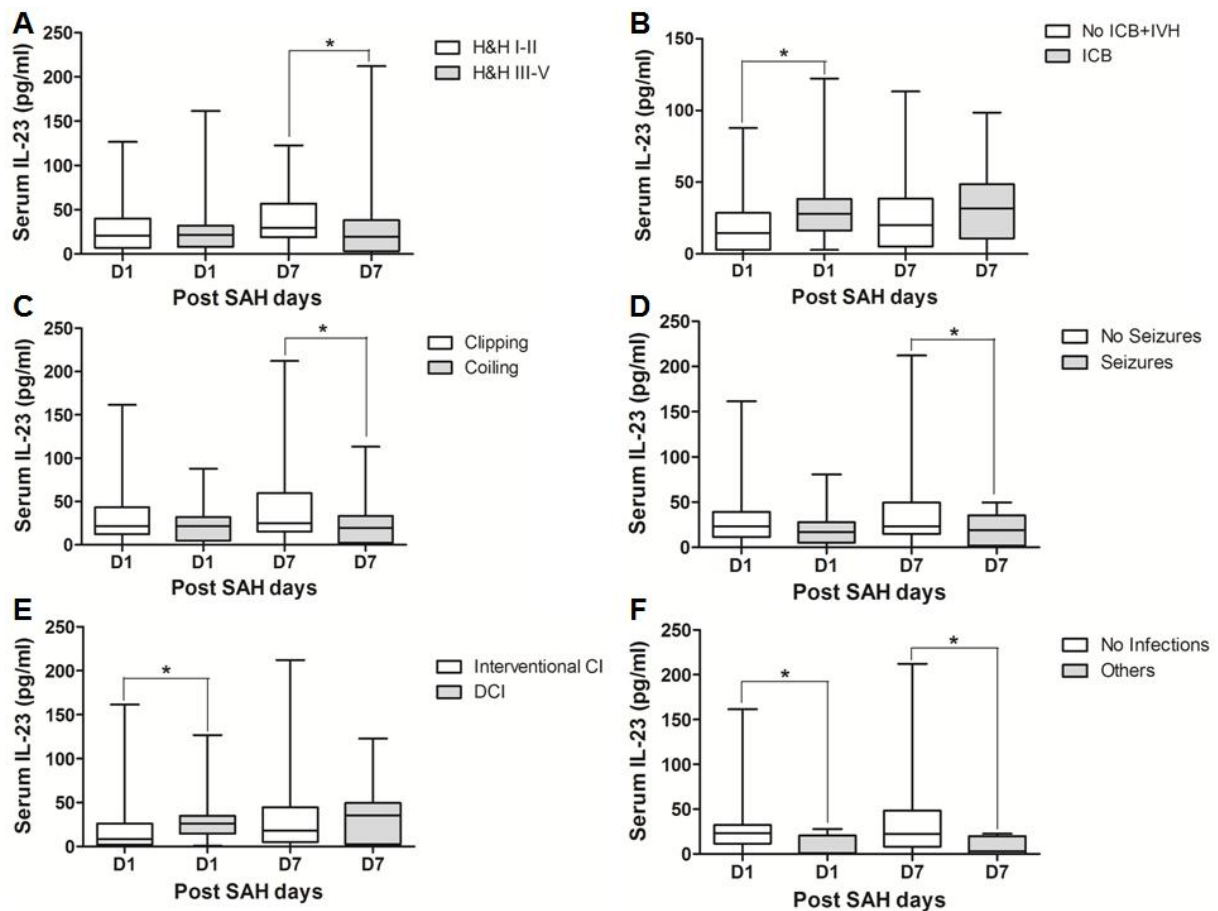 A
Serum IL-23 (pg/ml)
250
200
150
100
50
0
*
H&H I-II
H&H III-V
D1
D1
D7
D7
Post SAH days
B
Serum IL-23 (pg/ml)
150
100
50
0
*
No ICB+IVH
ICB
D1
D1
D7
D7
Post SAH days
C
Serum IL-23 (pg/ml)
250
200
150
100
50
0
*
Clipping
Coiling
D1
D1
D7
D7
Post SAH days
D
Serum IL-23 (pg/ml)
250
200
150
100
50
0
*
No Seizures
Seizures
D1
D1
D7
D7
Post SAH days
E
Serum IL-23 (pg/ml)
250
200
150
100
50
0
*
Interventional CI
DCI
D1
D1
D7
D7
Post SAH days
F
Serum IL-23 (pg/ml)
250
200
150
100
50
0
*
*
No Infections
Others
D1
D1
D7
D7
Post SAH days